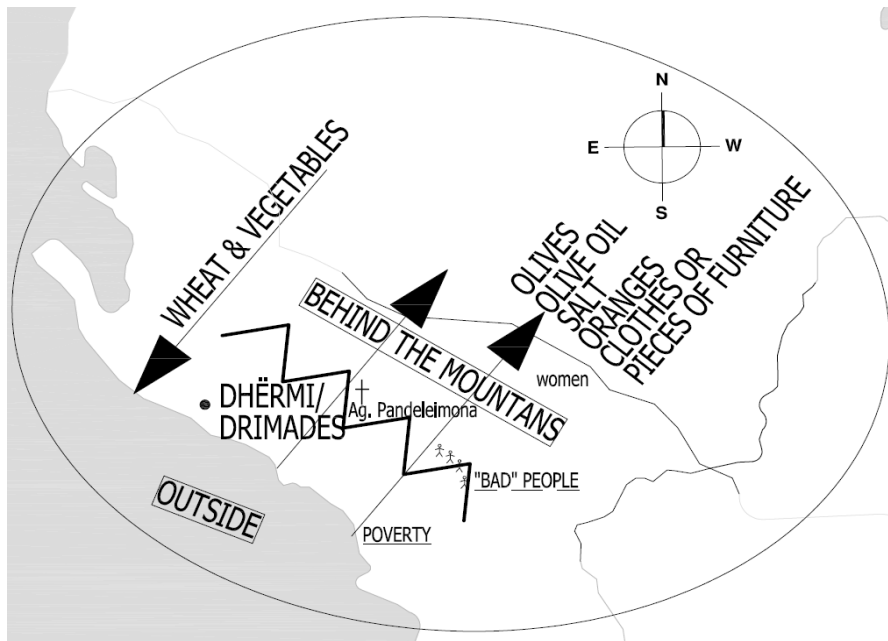 N
E
W
S
WHEAT & VEGETABLES
OLIVES
OLIVE OIL
SALT
ORANGES
CLOTHES OR
PIECES OF FURNITURE
BEHIND THE MOUNTANS
women
DHËRMI/
DRIMADES
Ag. Pandeleimona
"BAD" PEOPLE
OUTSIDE
POVERTY